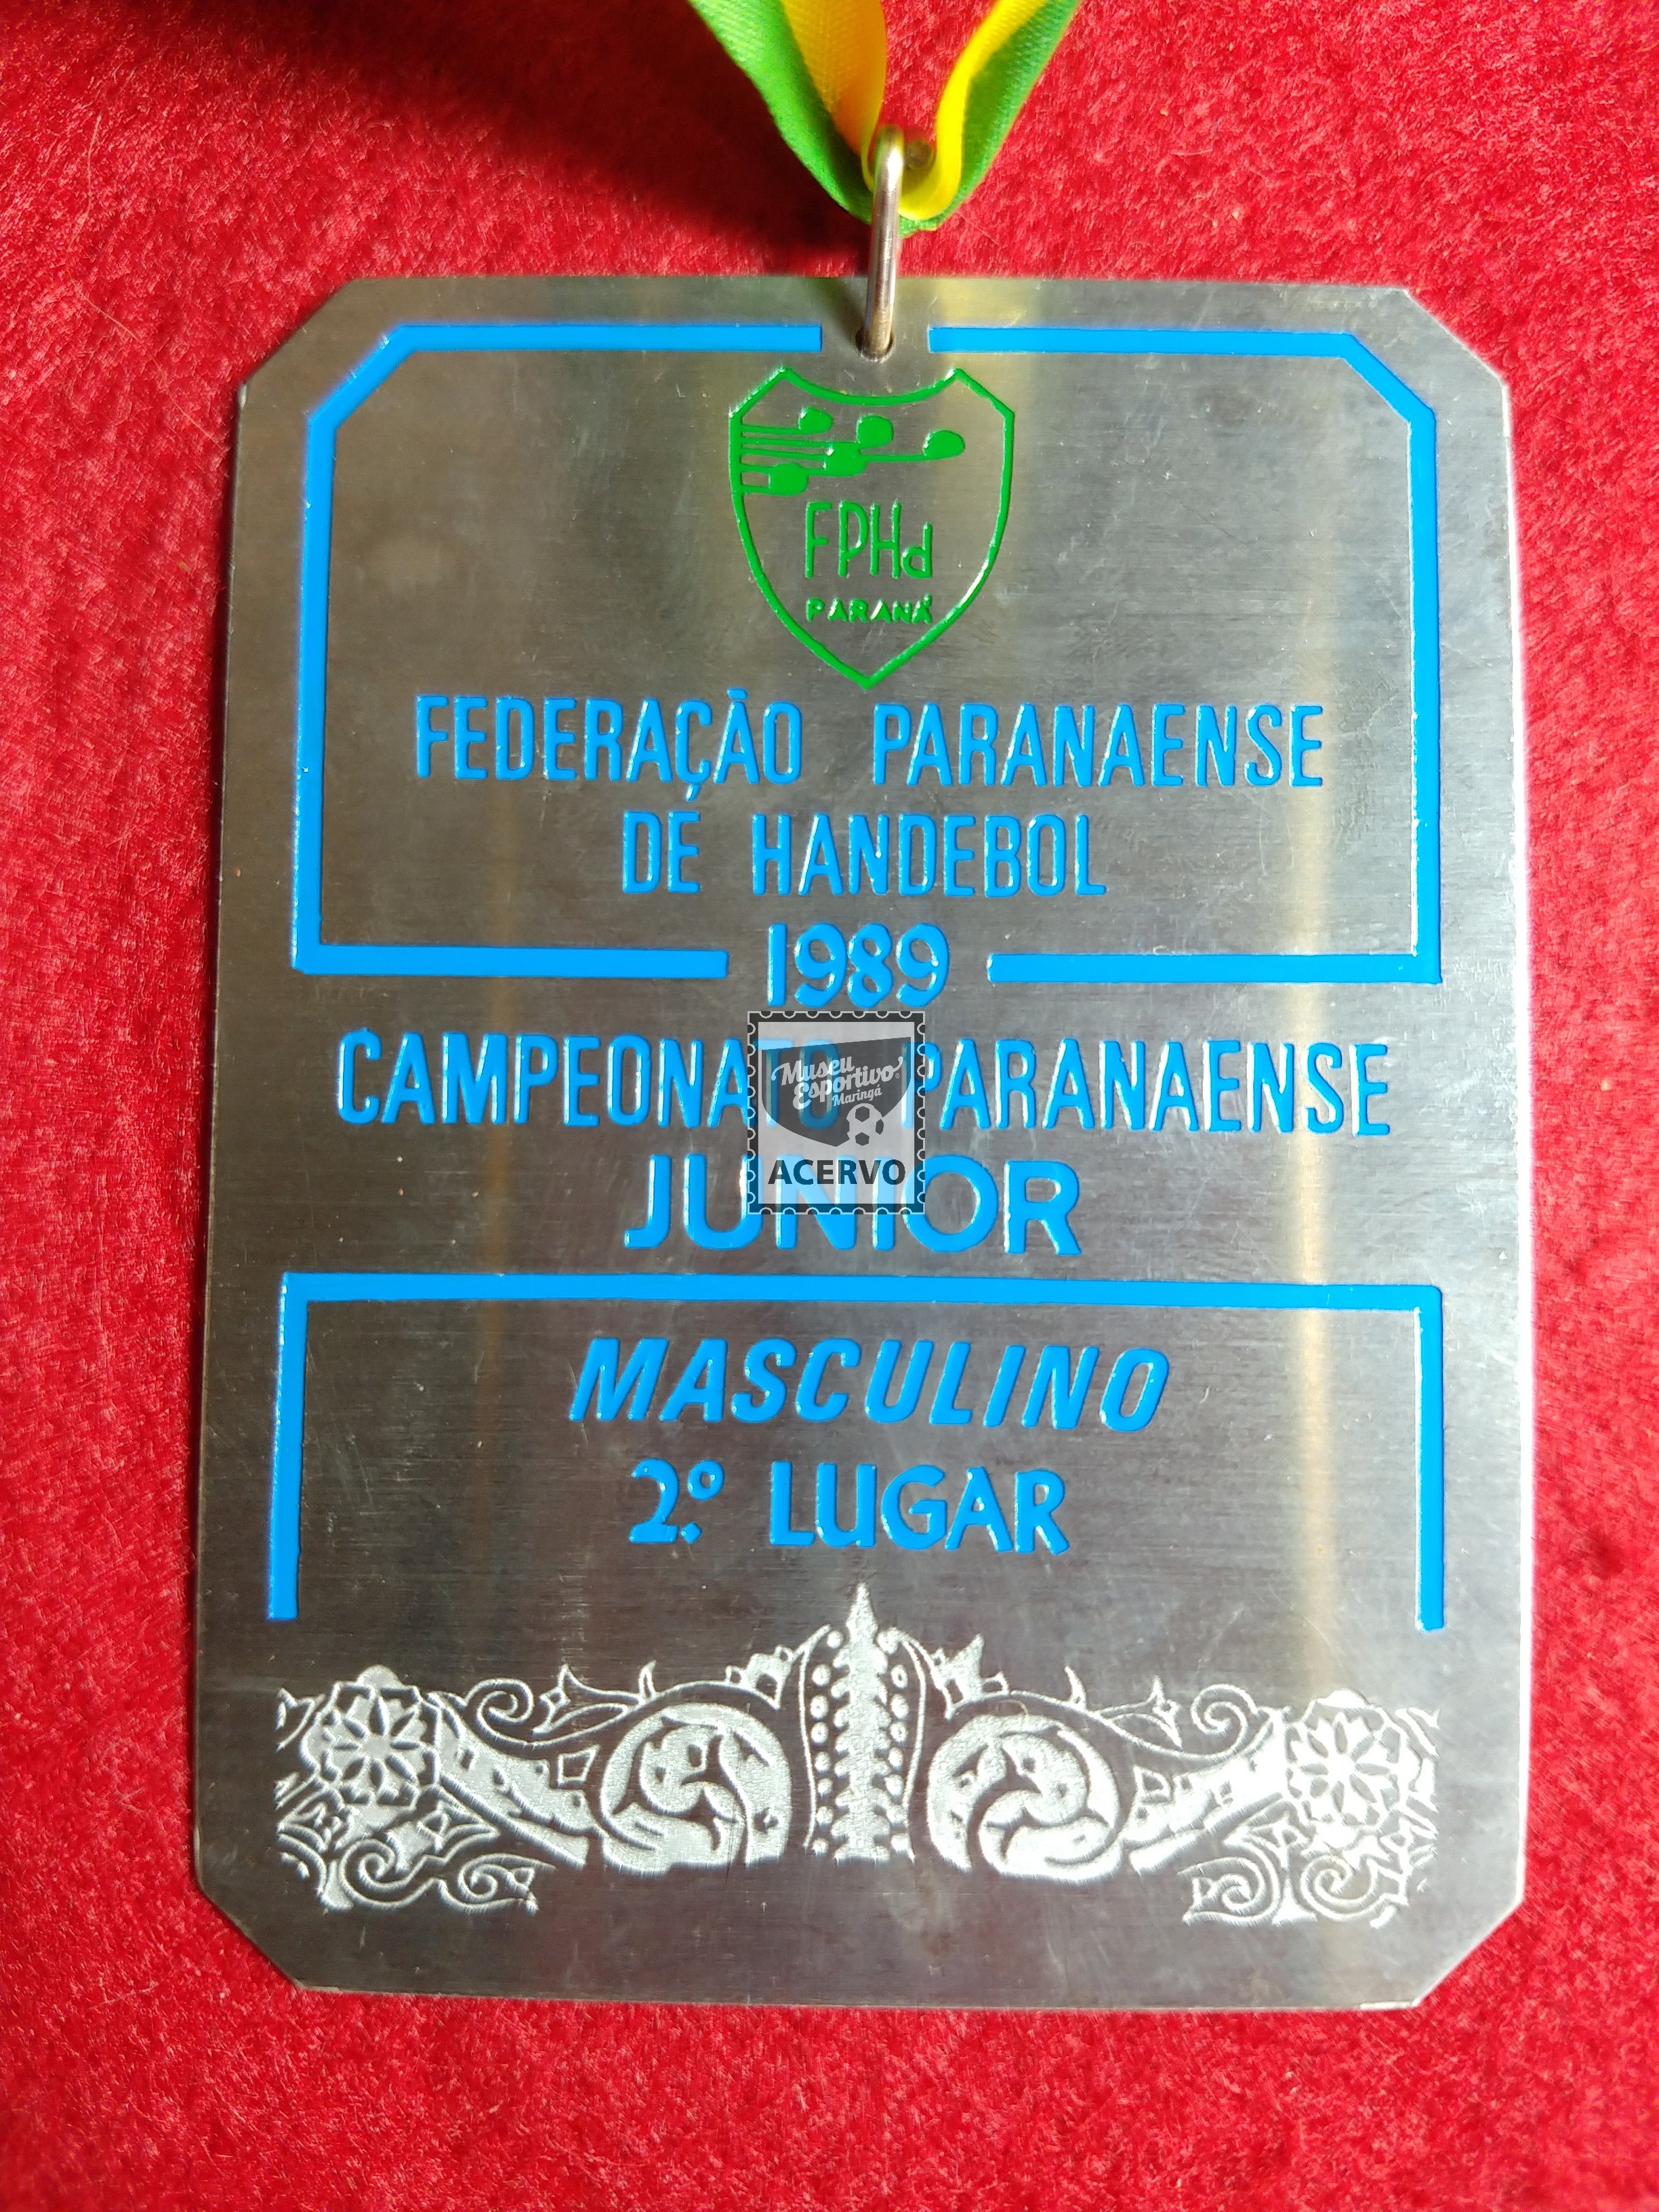 FPHd
PARANÁ
FEDERAÇÃO PARANAENSE
DE HANDEBOL
1989
CAMPEONATO PARANAENSE
Museu
Esportivo
Maringá
ACERVO
JUNIOR
MASCULINO
2º. LUGAR